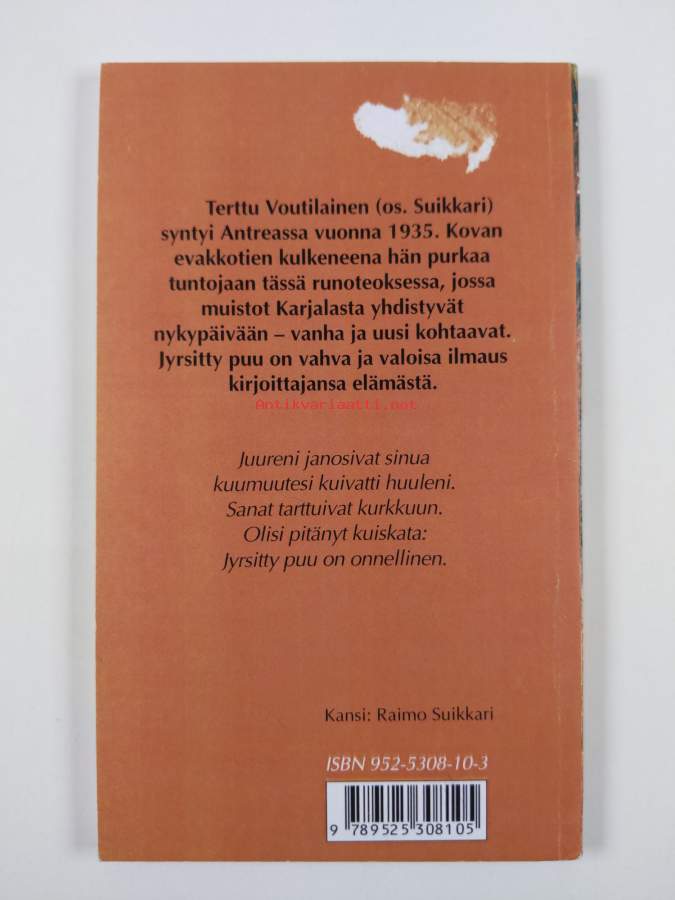 Terttu Voutilainen (os. Suikkari)
syntyi Antreassa vuonna 1935. Kovan
evakkotien kulkeneena hän purkaa
tuntojaan tässä runoteoksessa, jossa
muistot Karjalasta yhdistyvät
nykypäivään – vanha ja uusi kohtaavat.
Jyrsitty puu on vahva ja valoisa ilmaus
kirjoittajansa elämästä.
Antikvariaatti.net
Juureni janosivat sinua
kuumuutesi kuivatti huuleni.
Sanat tarttuivat kurkkuun.
Olisi pitänyt kuiskata:
Jyrsitty puu on onnellinen.
Kansi: Raimo Suikkari
ISBN 952-5308-10-3
9 789525 308105